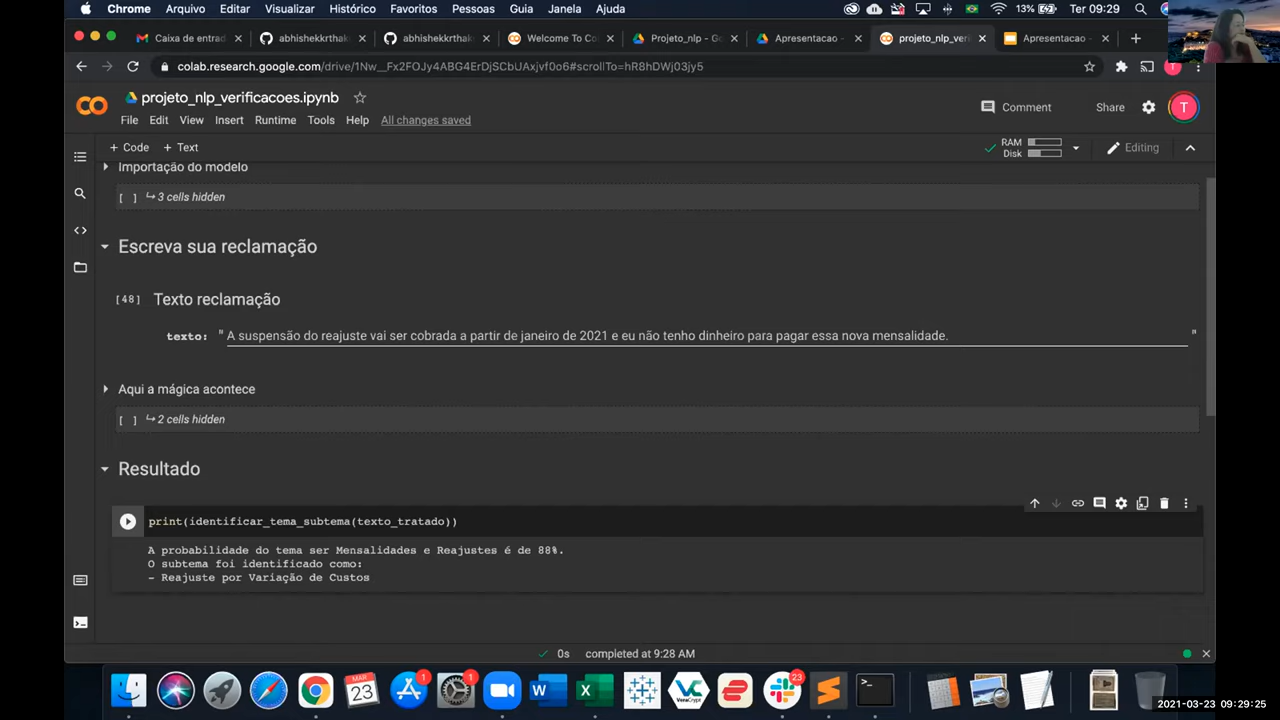 Chrome Arquivo Editar Visualizar Histórico Favoritos Pessoas Guia Janela Ajuda 13% Ter 09:29
Caixa de entrad abhishekkrthak abhishekkrthak Welcome To Co Projeto_nlp - Go Apresentacao - projeto_nlp_veri Apresentacao -
colab.research.google.com
projeto_nlp_verificacoes.ipynb
Comment Share T
File Edit View Insert Runtime Tools Help All changes saved
+ Code + Text RAM Disk Editing
Importação do modelo
[ ] 3 cells hidden
Escreva sua reclamação
[48] Texto reclamação
texto: " A suspensão do reajuste vai ser cobrada a partir de janeiro de 2021 e eu não tenho dinheiro para pagar essa nova mensalidade. "
Aqui a mágica acontece
[ ] 2 cells hidden
Resultado
print(identificar_tema_subtema(texto_tratado))
A probabilidade do tema ser Mensalidades e Reajustes é de 88%.
O subtema foi identificado como:
- Reajuste por Variação de Custos
0s completed at 9:28 AM
MAR 23 1 1 23
VeraCrypt
2021-03-23 09:29:25